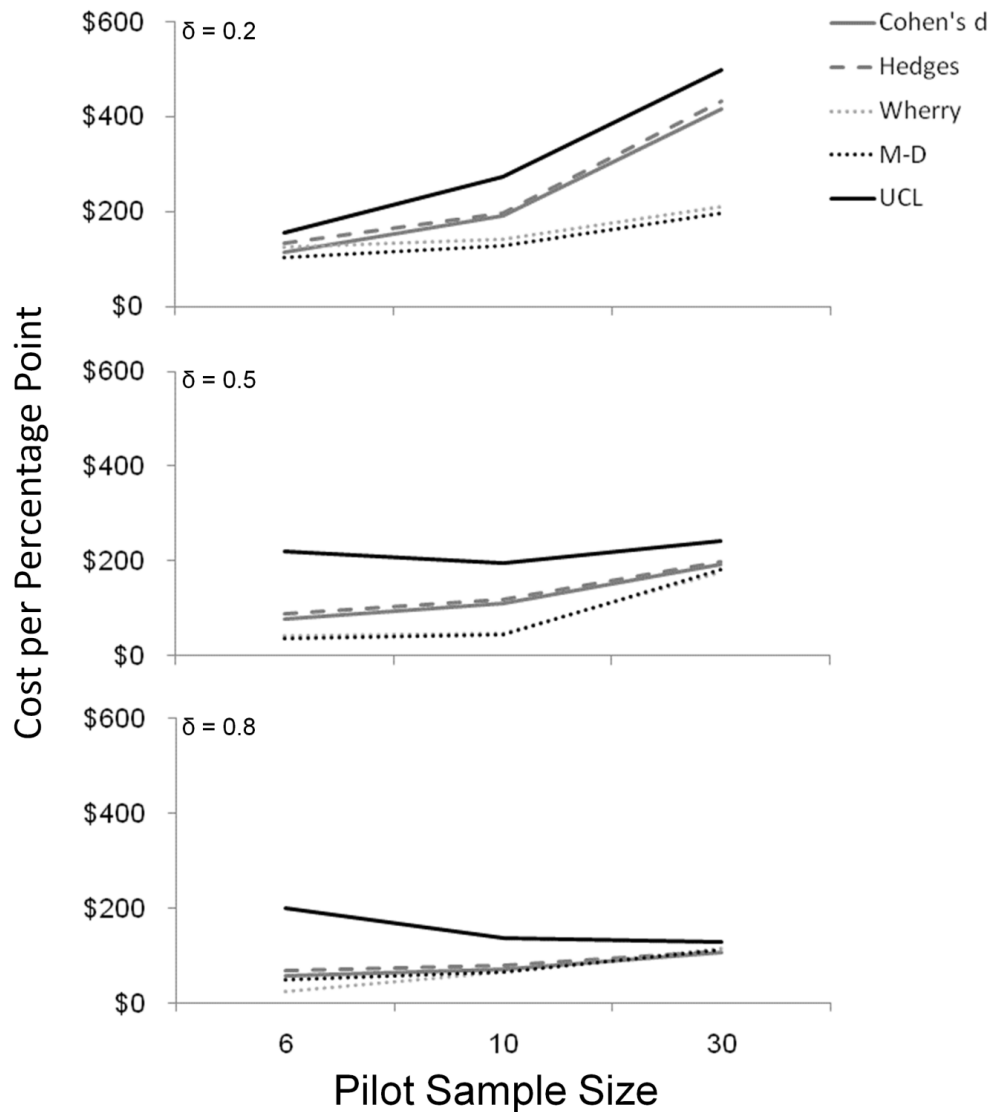 Cost per Percentage Point
$600
$400
$200
$0
δ = 0.2
Cohen's d
Hedges
Wherry
M-D
UCL
$600
$400
$200
$0
δ = 0.5
$600
$400
$200
$0
δ = 0.8
6 10 30
Pilot Sample Size